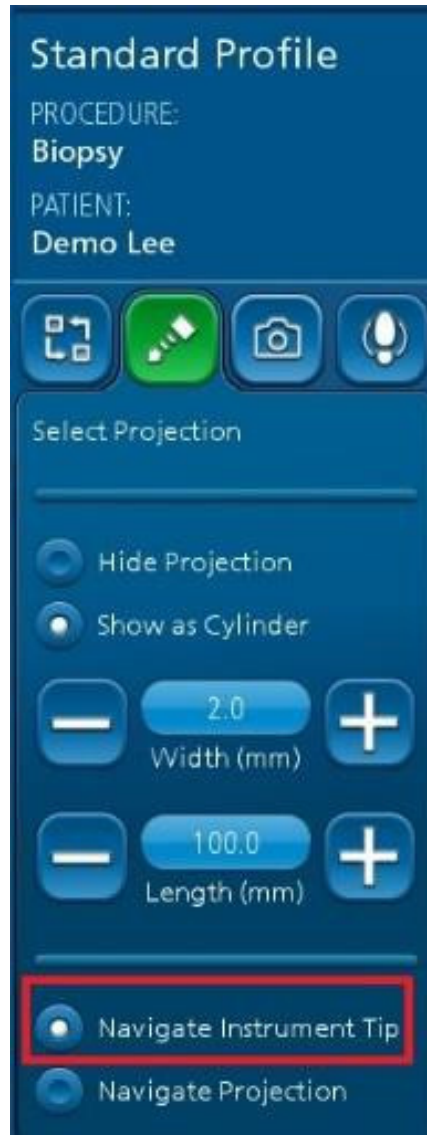 Standard Profile
PROCEDURE:
Biopsy
PATIENT:
Demo Lee
Select Projection
Hide Projection
Show as Cylinder
2.0
Width (mm)
100.0
Length (mm)
Navigate Instrument Tip
Navigate Projection